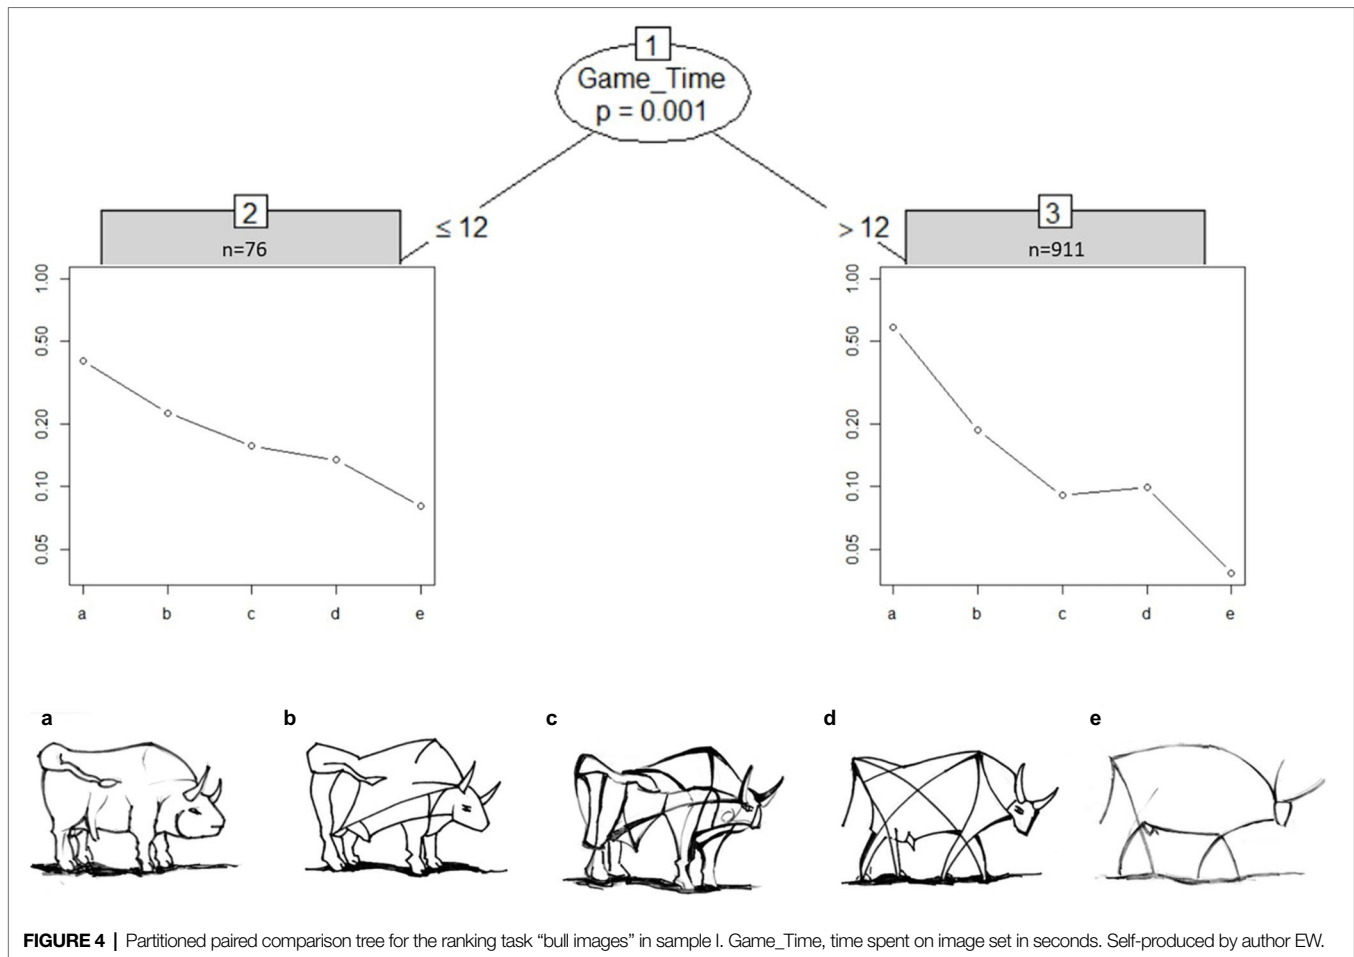 1
Game_Time
p = 0.001
≤ 12
> 12
2
n=76
1.00
0.50
0.20
0.10
0.05
a b c d e
3
n=911
1.00
0.50
0.20
0.10
0.05
a b c d e
a b c d e
FIGURE 4 | Partitioned paired comparison tree for the ranking task “bull images” in sample I. Game_Time, time spent on image set in seconds. Self-produced by author EW.